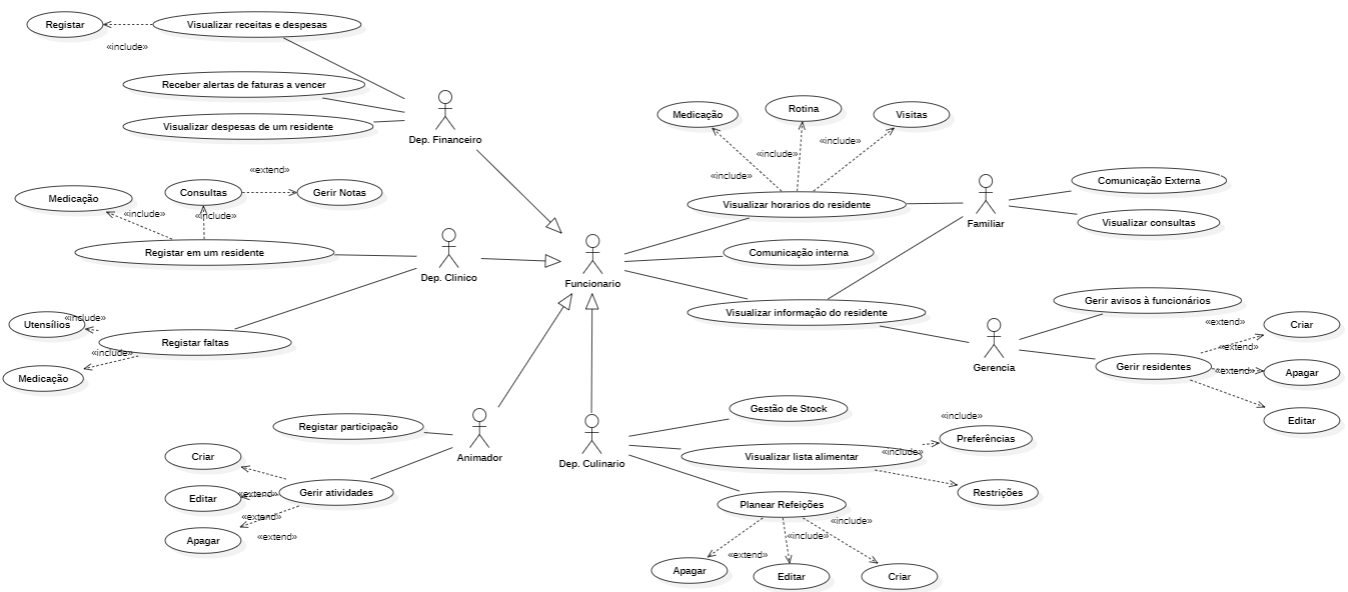 Registar
«include»
Visualizar receitas e despesas
Receber alertas de faturas a vencer
Visualizar despesas de um residente
Dep. Financeiro
«extend»
Medicação
Consultas
Gerir Notas
«include»
«include»
Registar em um residente
Dep. Clinico
Utensílios
«include»
Registar faltas
«include»
Medicação
Funcionario
Medicação
Rotina
Visitas
«include»
«include»
«include»
Visualizar horarios do residente
Comunicação interna
Visualizar informação do residente
Familiar
Comunicação Externa
Visualizar consultas
Gerencia
Gerir avisos à funcionários
Gerir residentes
«extend»
«extend»
«extend»
Criar
Apagar
Editar
Registar participação
Animador
Criar
Editar
Apagar
«extend»
«extend»
«extend»
Gerir atividades
Dep. Culinario
Gestão de Stock
Visualizar lista alimentar
«include»
«include»
Preferências
Restrições
Planear Refeições
«include»
«include»
«extend»
Apagar
Editar
Criar